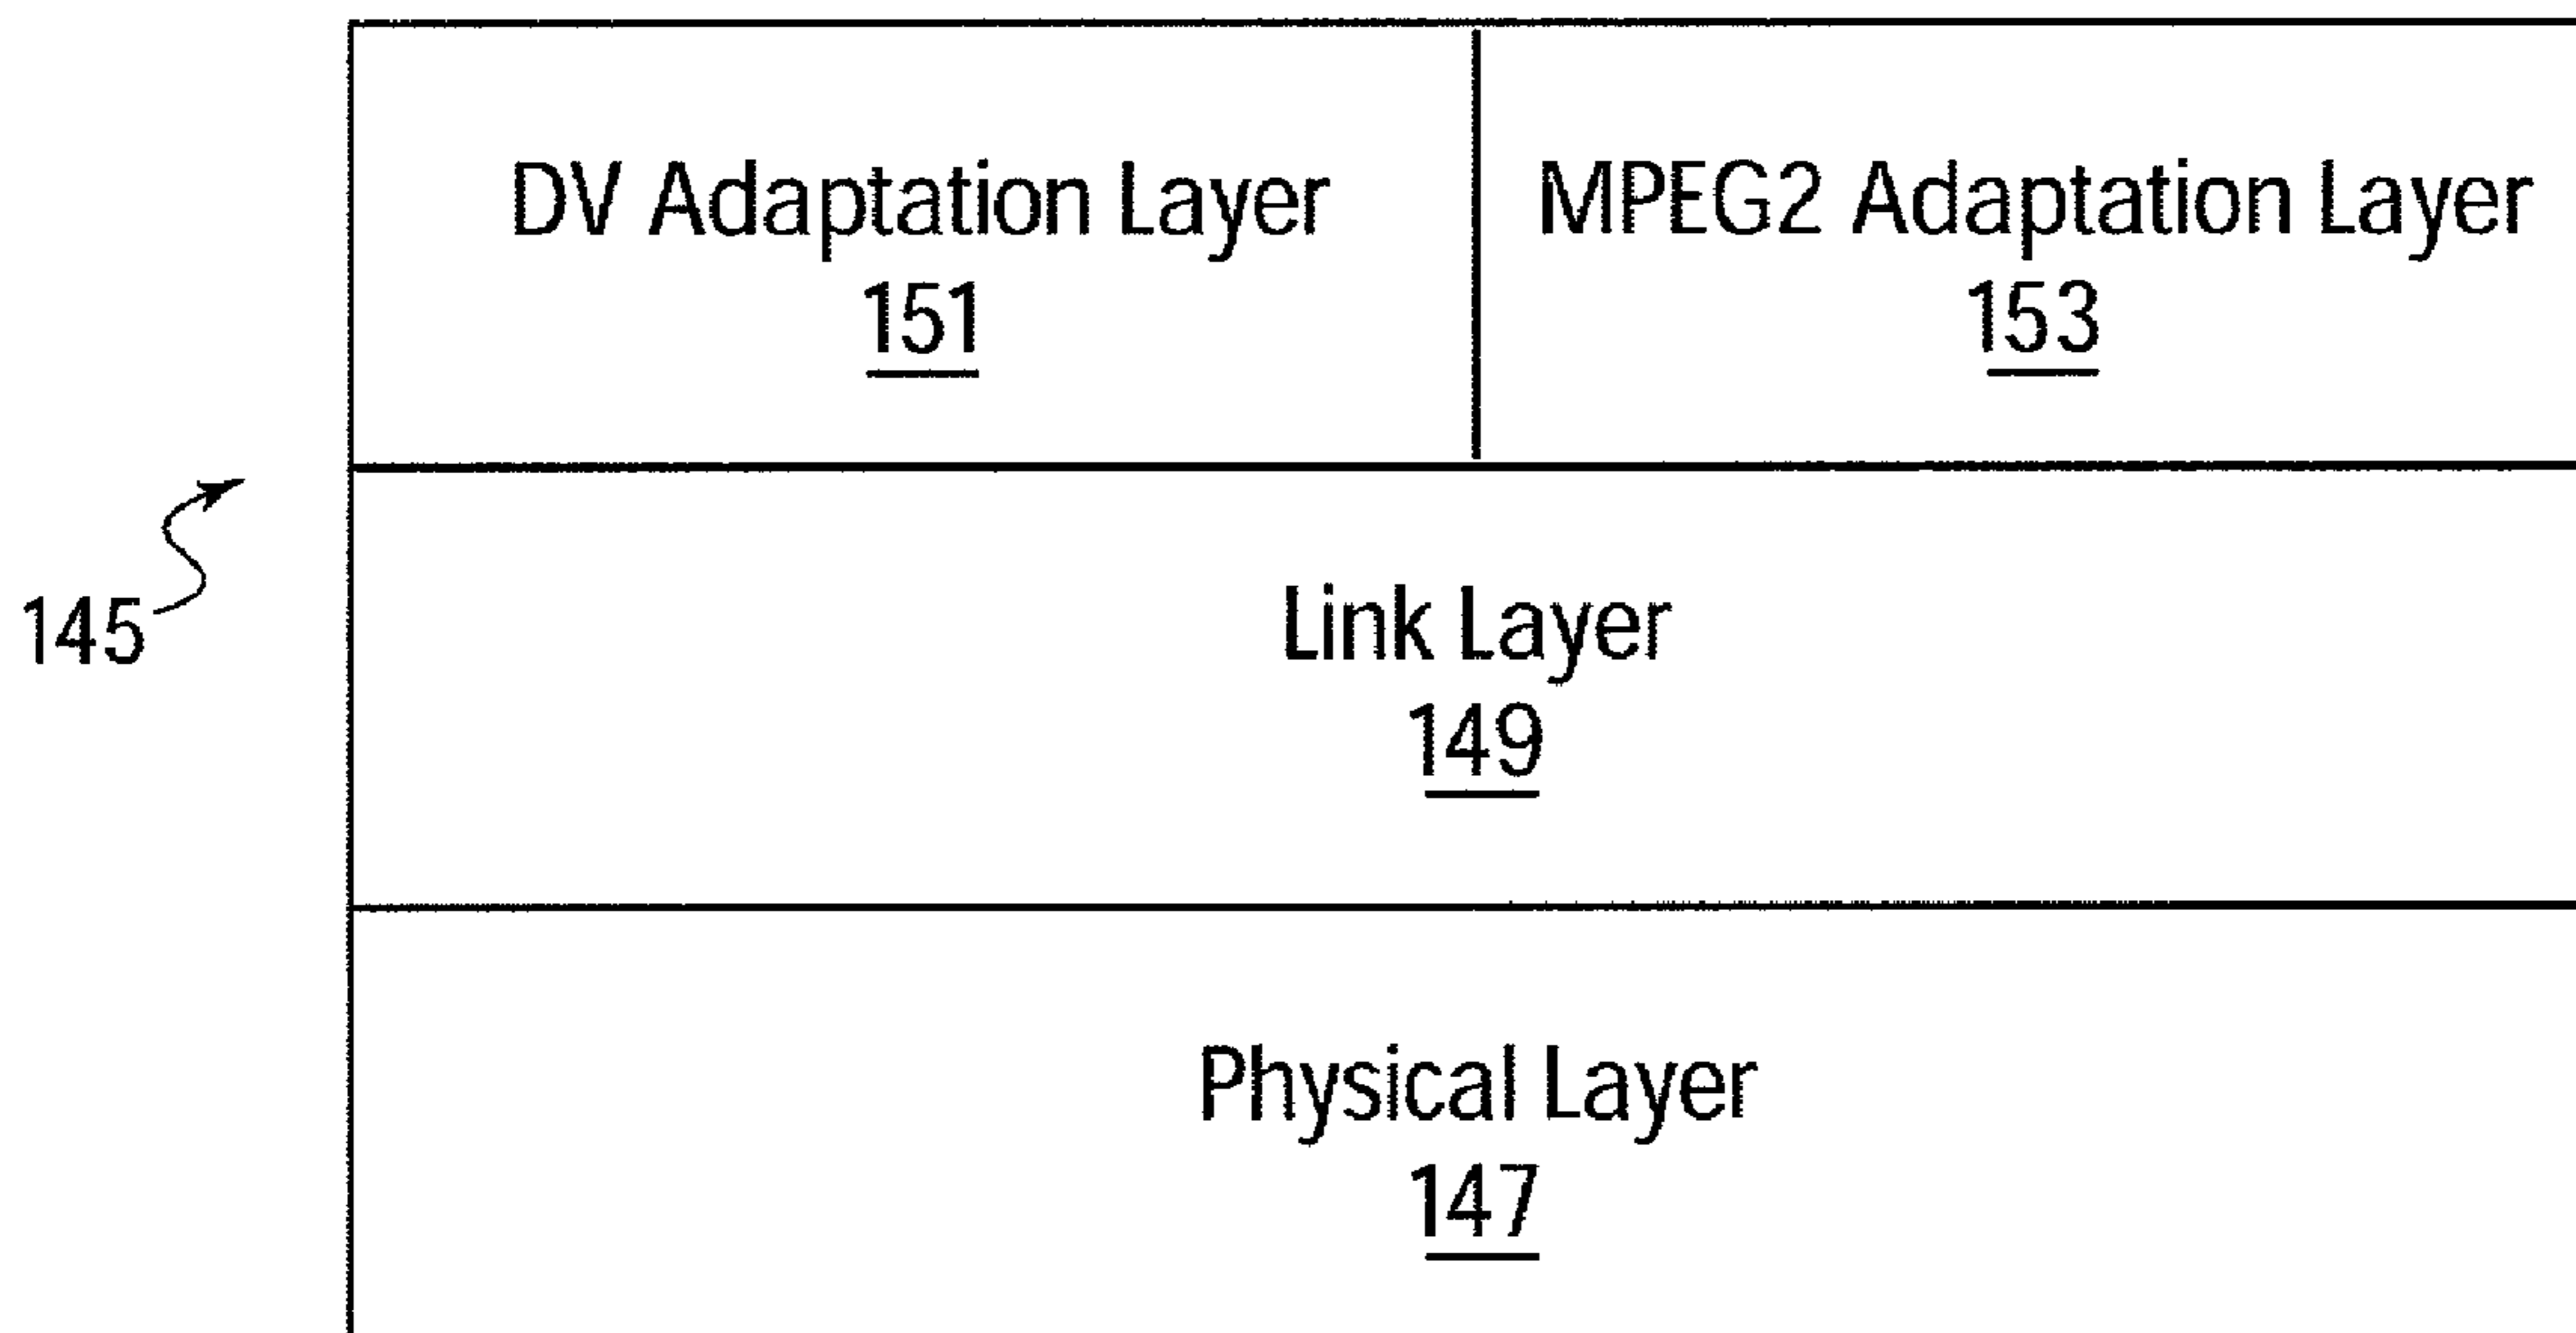 DV Adaptation Layer
151
MPEG2 Adaptation Layer
153
145
Link Layer
149
Physical Layer
147